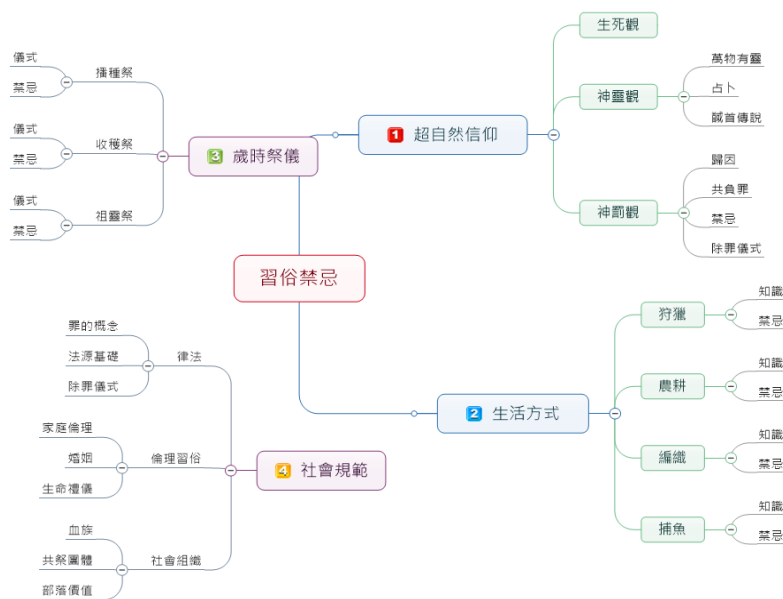 習俗禁忌
1 超自然信仰
生死觀
神靈觀
萬物有靈
占卜
馘首傳說
神罰觀
歸因
共負罪
禁忌
除罪儀式
2 生活方式
狩獵
知識
禁忌
農耕
知識
禁忌
編織
知識
禁忌
捕魚
知識
禁忌
3 歲時祭儀
播種祭
儀式
禁忌
收穫祭
儀式
禁忌
祖靈祭
儀式
禁忌
4 社會規範
律法
罪的概念
法源基礎
除罪儀式
倫理習俗
家庭倫理
婚姻
生命禮儀
社會組織
血族
共祭團體
部落價值